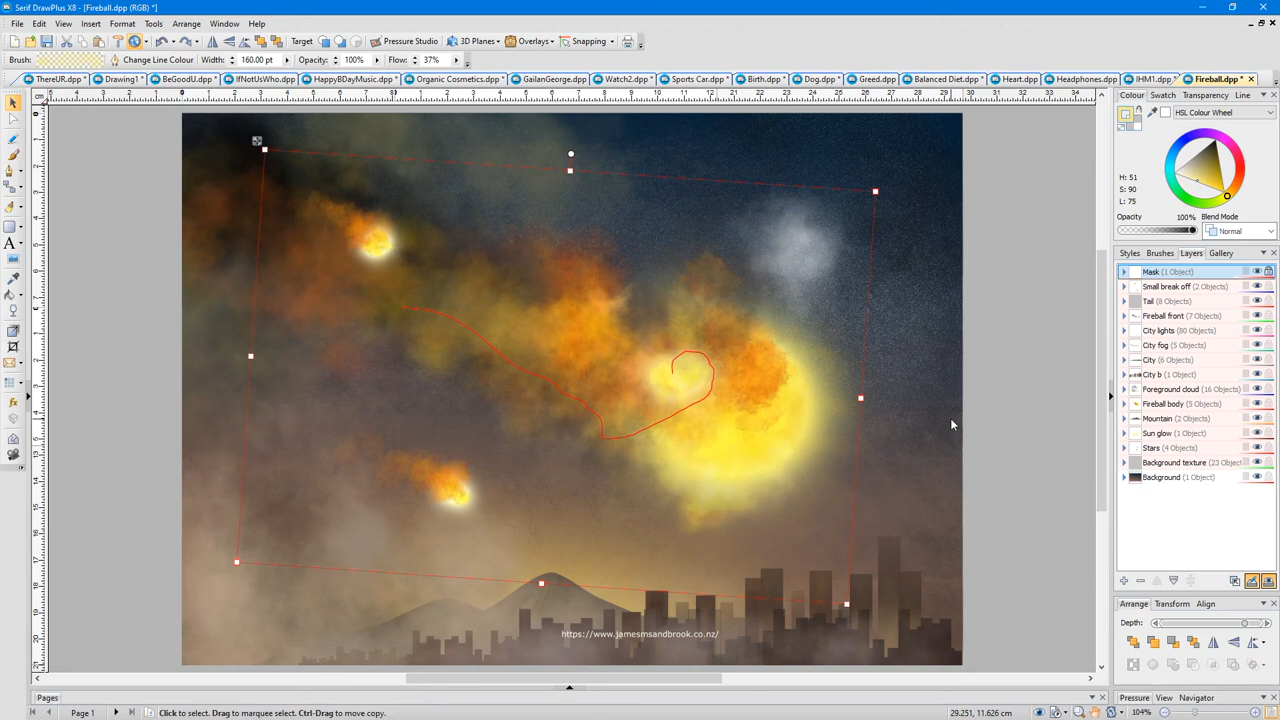 Serif DrawPlus X8 - [Fireball.dpp (RGB) *]
File Edit View Insert Format Tools Arrange Window Help
Target Pressure Studio 3D Planes Overlays Snapping
Brush: Change Line Colour Width: 160.00 pt Opacity: 100% Flow: 37%
ThereUR.dpp * Drawing1 * BeGoodU.dpp * IfNotUsWho.dpp HappyBDayMusic.dpp * Organic Cosmetics.dpp * GailanGeorge.dpp Watch2.dpp * Sports Car.dpp * Birth.dpp * Dog.dpp * Greed.dpp Balanced Diet.dpp * Heart.dpp Headphones.dpp IHM1.dpp * Fireball.dpp *
Colour Swatch Transparency Line
HSL Colour Wheel
H: 51
S: 90
L: 75
Opacity 100% Blend Mode
Normal
Styles Brushes Layers Gallery
Mask (1 Object)
Small break off (2 Objects)
Tail (8 Objects)
Fireball front (7 Objects)
City lights (80 Objects)
City fog (5 Objects)
City (6 Objects)
City b (1 Object)
Foreground cloud (16 Objects)
Fireball body (5 Objects)
Mountain (2 Objects)
Sun glow (1 Object)
Stars (4 Objects)
Background texture (23 Object
Background (1 Object)
Arrange Transform Align
Depth:
https://www.jamesmsandbrook.co.nz/
Pages
Pressure View Navigator
Page 1 Click to select. Drag to marquee select. Ctrl-Drag to move copy. 29.251, 11.626 cm 104%